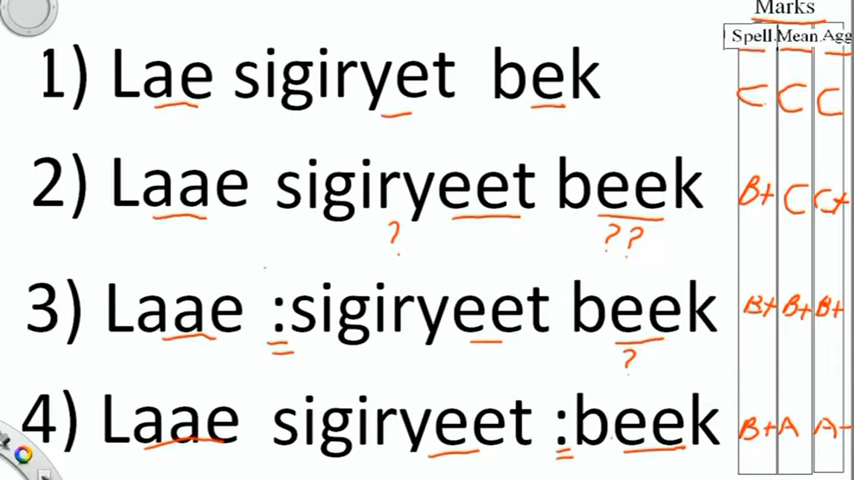 Marks
Spell. Mean. Agg
1) Lae sigiryet bek C C C
2) Laae sigiryeet beek B+ C C+
? ??
3) Laae :sigiryeet beek B+ B+ B+
?
4) Laae sigiryeet :beek B+ A A-